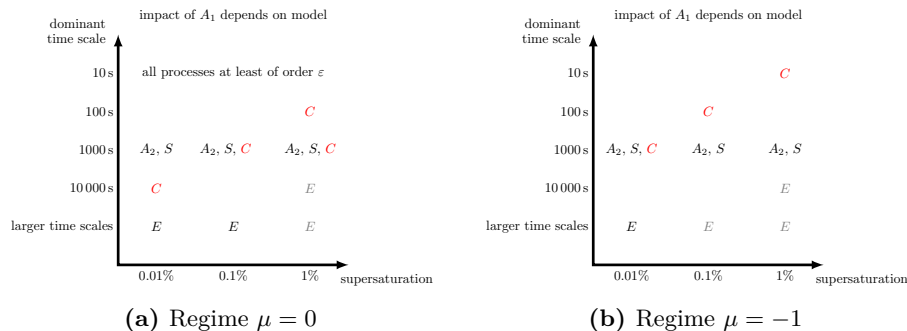 impact of A₁ depends on model
dominant
time scale
10 s
all processes at least of order ε
100 s
C
1000 s
A₂, S
A₂, S, C
A₂, S, C
10 000 s
C
E
larger time scales
E
E
E
0.01%
0.1%
1%
supersaturation
(a) Regime μ = 0
impact of A₁ depends on model
dominant
time scale
10 s
C
100 s
C
1000 s
A₂, S, C
A₂, S
A₂, S
10 000 s
E
larger time scales
E
E
E
0.01%
0.1%
1%
supersaturation
(b) Regime μ = −1